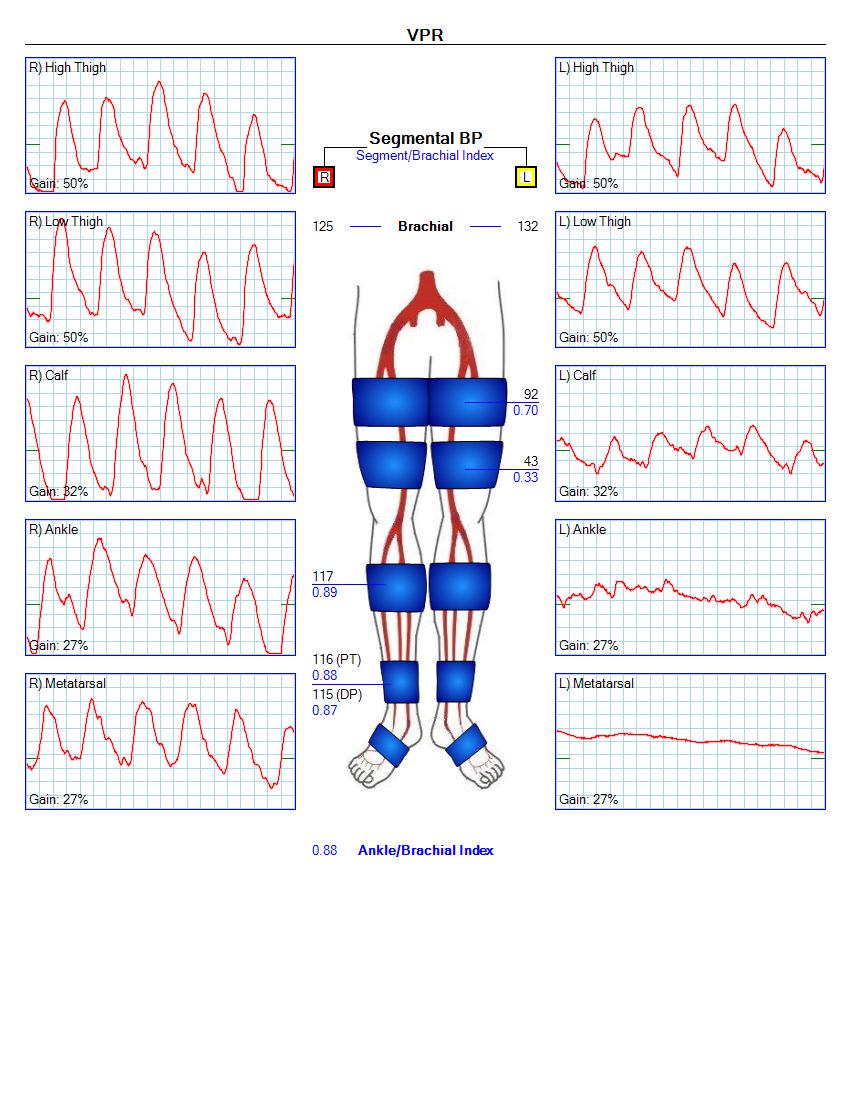 VPR
R) High Thigh
Gain: 50%
R) Low Thigh
Gain: 50%
R) Calf
Gain: 32%
R) Ankle
Gain: 27%
R) Metatarsal
Gain: 27%
Segmental BP
Segment/Brachial Index
R L
125 Brachial 132
92
0.70
43
0.33
117
0.89
116 (PT)
0.88
115 (DP)
0.87
0.88 Ankle/Brachial Index
L) High Thigh
Gain: 50%
L) Low Thigh
Gain: 50%
L) Calf
Gain: 32%
L) Ankle
Gain: 27%
L) Metatarsal
Gain: 27%